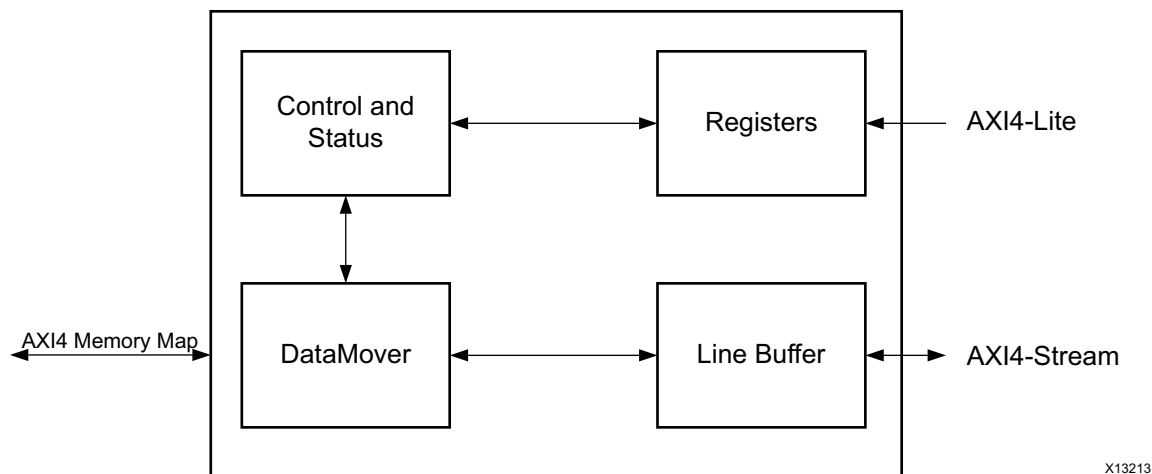 Control and
Status
Registers
AXI4-Lite
AXI4 Memory Map
DataMover
Line Buffer
AXI4-Stream
X13213